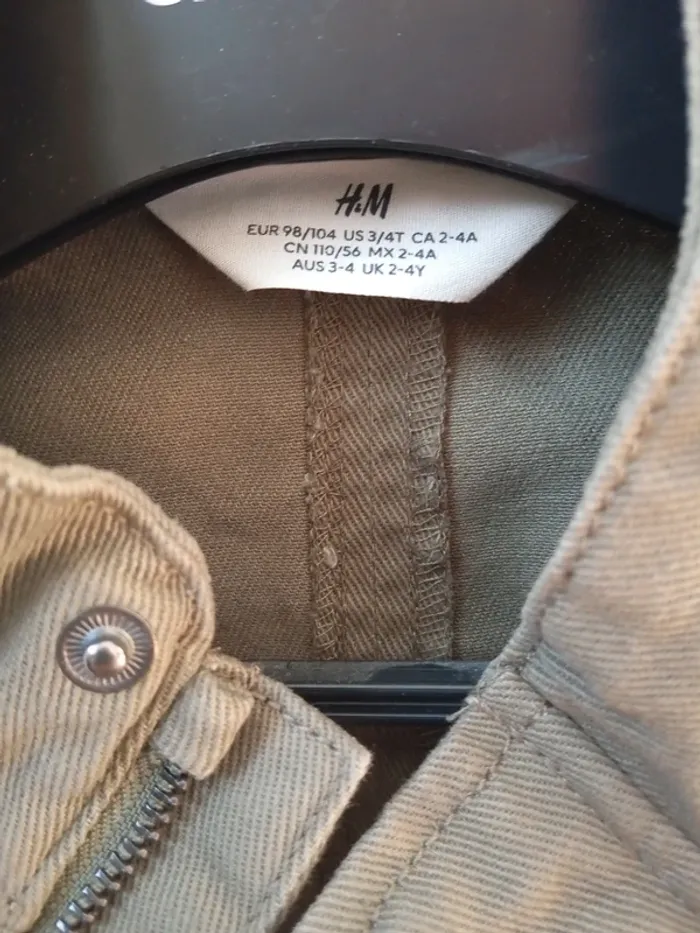 H&M
EUR 98/104 US 3/4T CA 2-4A
CN 110/56 MX 2-4A
AUS 3-4 UK 2-4Y